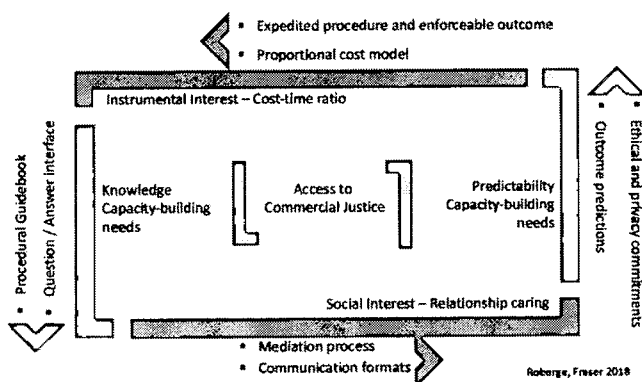 ▪ Expedited procedure and enforceable outcome
▪ Proportional cost model
Instrumental Interest – Cost-time ratio
▪ Procedural Guidebook
▪ Question / Answer Interface
Knowledge
Capacity-building
needs
Access to
Commercial Justice
Predictability
Capacity-building
needs
▪ Ethical and privacy commitments
▪ Outcome predictions
Social Interest – Relationship caring
▪ Mediation process
▪ Communication formats
Roberge, Fraser 2018